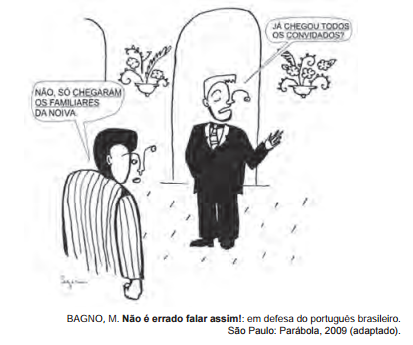 JÁ CHEGOU TODOS
OS CONVIDADOS?
NÃO, SÓ CHEGARAM
OS FAMILIARES
DA NOIVA.
BAGNO, M. Não é errado falar assim!: em defesa do português brasileiro.
São Paulo: Parábola, 2009 (adaptado).